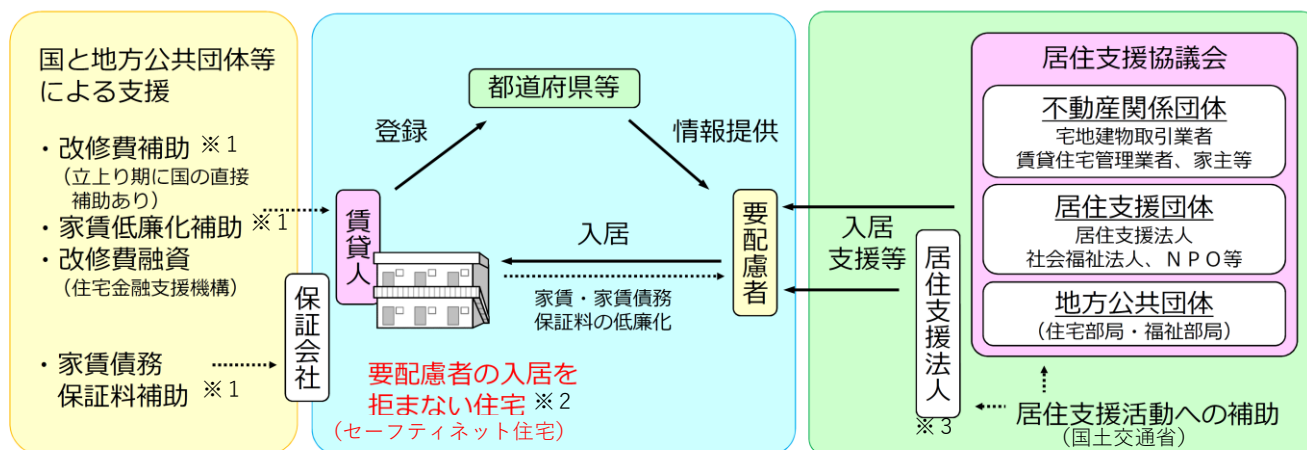 国と地方公共団体等
による支援
・改修費補助 ※1
(立上り期に国の直接
補助あり)
・家賃低廉化補助 ※1
・改修費融資
(住宅金融支援機構)
・家賃債務
保証料補助 ※1
保証会社
都道府県等
登録
情報提供
賃貸人
入居
要配慮者
家賃・家賃債務
保証料の低廉化
要配慮者の入居を
拒まない住宅 ※2
(セーフティネット住宅)
入居
支援等
居住支援法人
※3
居住支援協議会
不動産関係団体
宅地建物取引業者
賃貸住宅管理業者、家主等
居住支援団体
居住支援法人
社会福祉法人、NPO等
地方公共団体
(住宅部局・福祉部局)
居住支援活動への補助
(国土交通省)